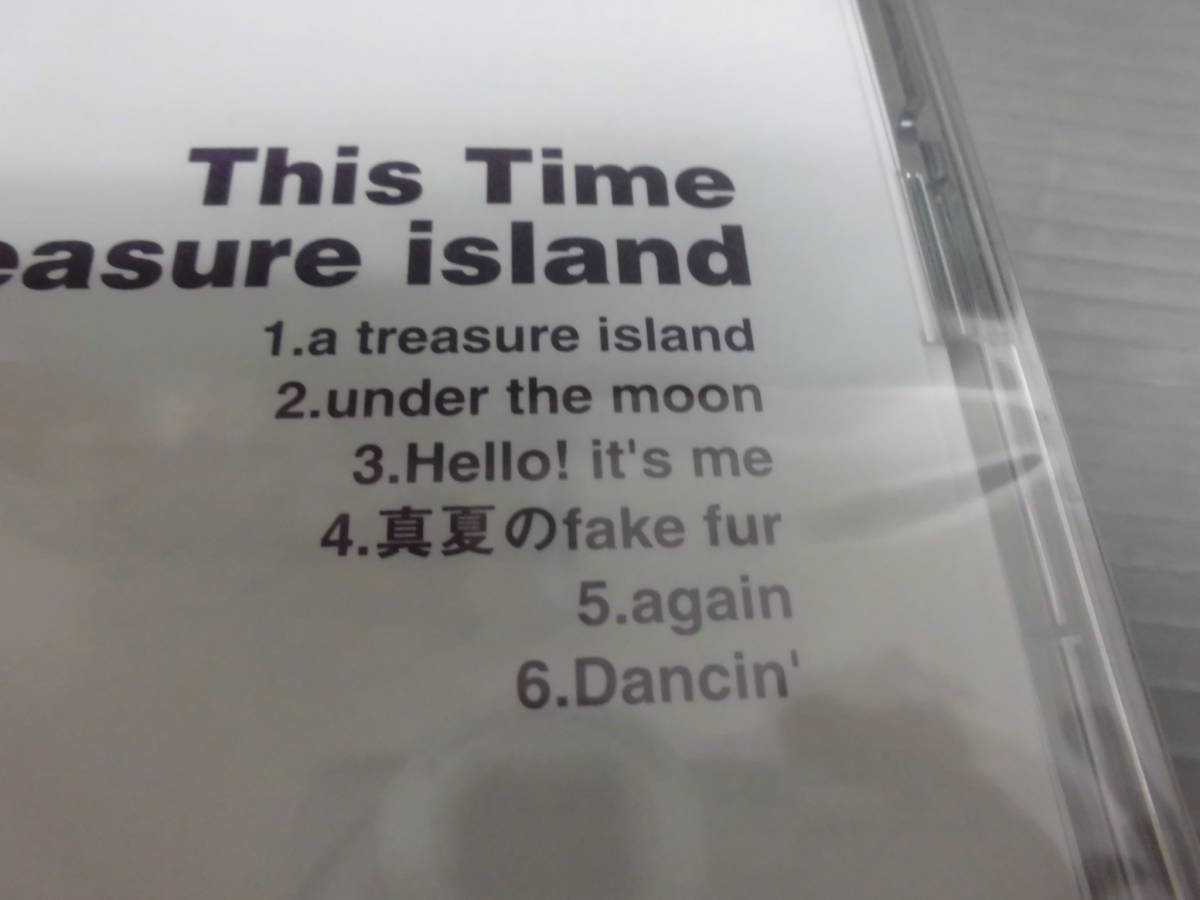 This Time
easure island
1.a treasure island
2.under the moon
3.Hello! it's me
4.真夏のfake fur
5.again
6.Dancin'